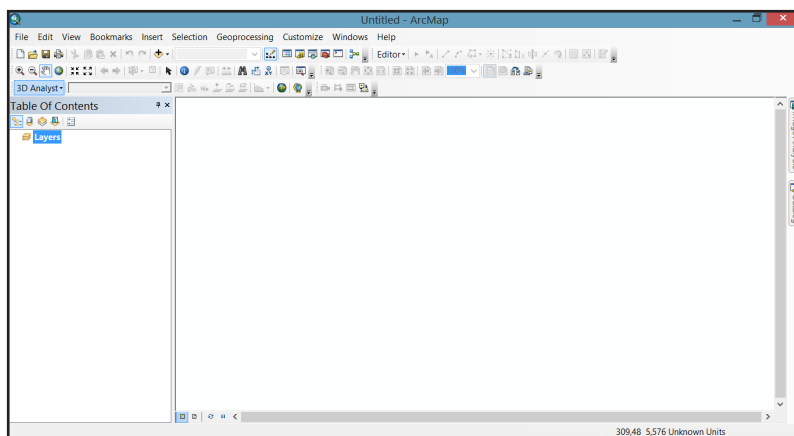 Untitled - ArcMap
File Edit View Bookmarks Insert Selection Geoprocessing Customize Windows Help
Editor
3D Analyst
Table Of Contents
Layers
309,48 5,576 Unknown Units